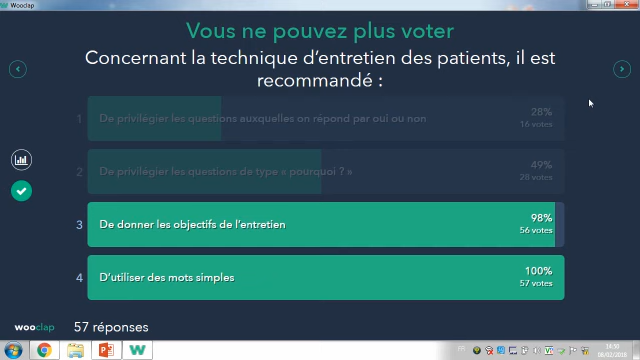 Wooclap
Vous ne pouvez plus voter
Concernant la technique d'entretien des patients, il est
recommandé :
1 De privilégier les questions auxquelles on répond par oui ou non 28%
16 votes
2 De privilégier les questions de type « pourquoi ? » 49%
28 votes
3 De donner les objectifs de l'entretien 98%
56 votes
4 D'utiliser des mots simples 100%
57 votes
wooclap 57 réponses
FR 14:50